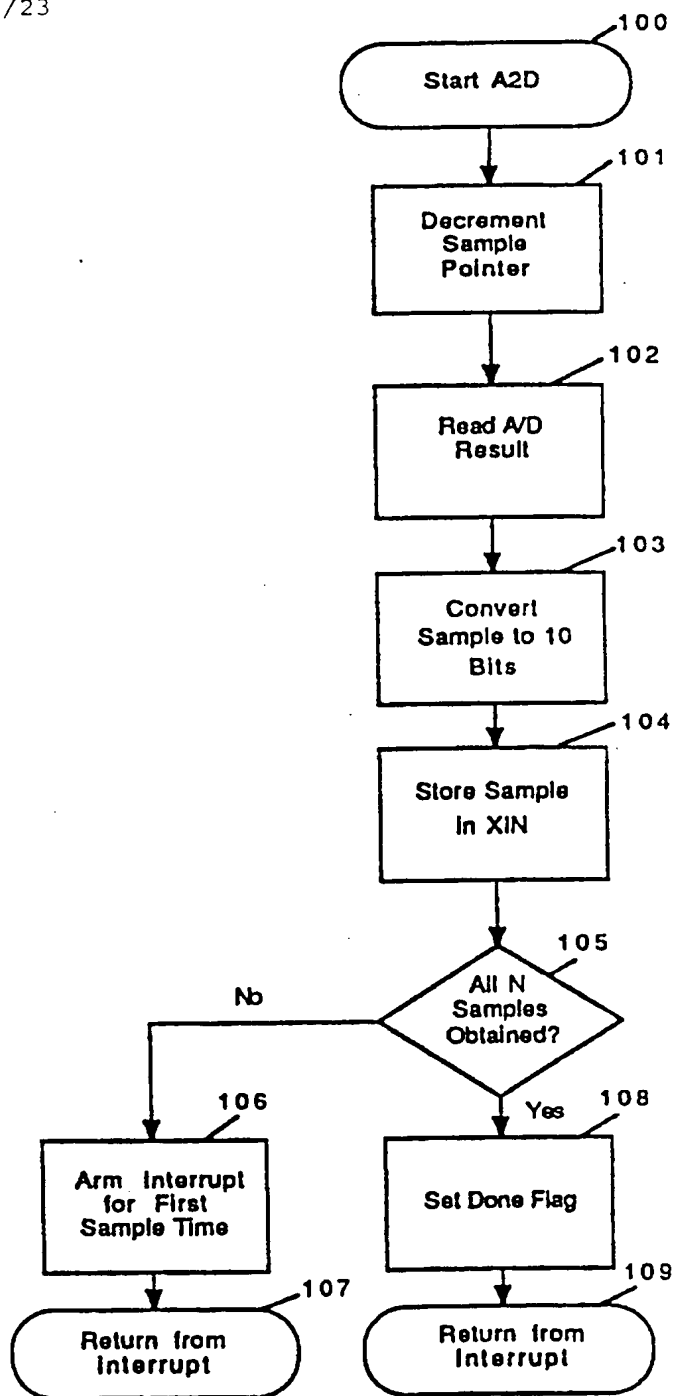 /23
100
Start A2D
101
Decrement
Sample
Pointer
102
Read A/D
Result
103
Convert
Sample to 10
Bits
104
Store Sample
in XIN
105
All N
Samples
Obtained?
No
Yes
106
Arm Interrupt
for First
Sample Time
108
Set Done Flag
107
Return from
Interrupt
109
Return from
Interrupt